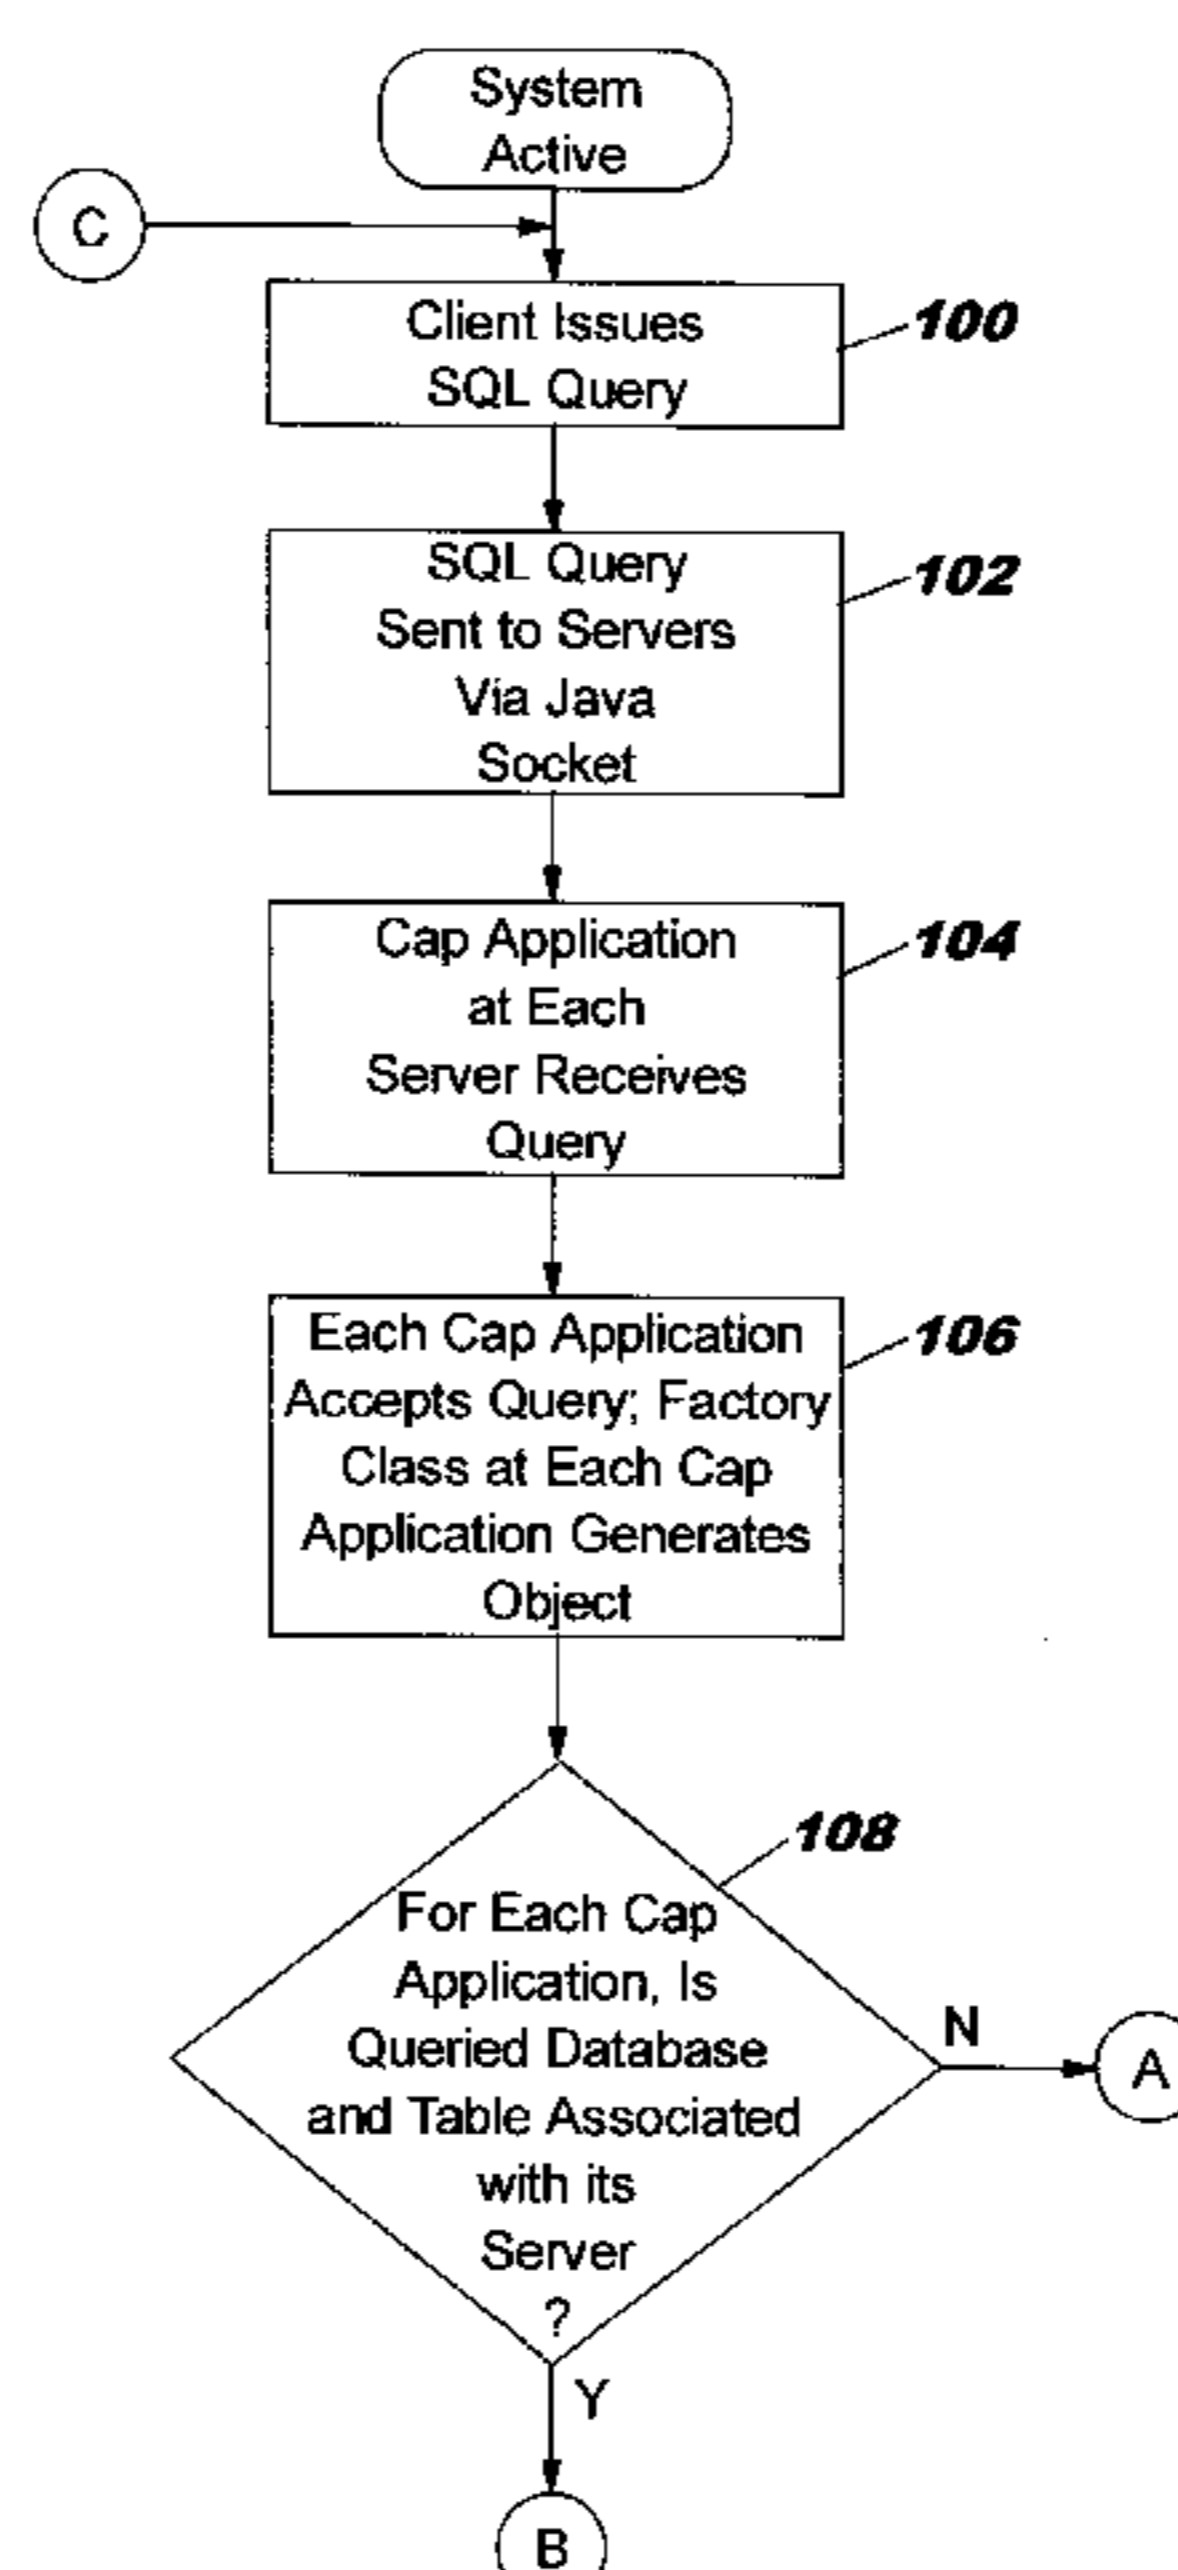 System
Active
C
Client Issues
SQL Query
100
SQL Query
Sent to Servers
Via Java
Socket
102
Cap Application
at Each
Server Receives
Query
104
Each Cap Application
Accepts Query; Factory
Class at Each Cap
Application Generates
Object
106
108
For Each Cap
Application, Is
Queried Database
and Table Associated
with its
Server
?
N
A
Y
B